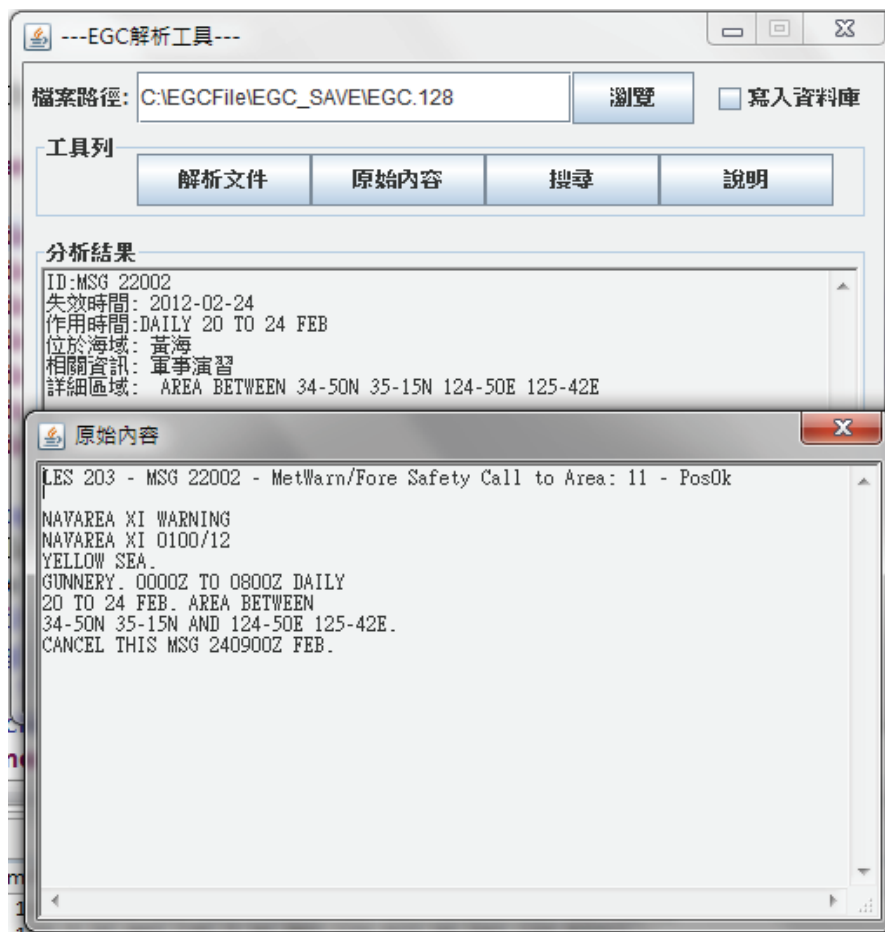 ---EGC解析工具---
檔案路徑: C:\EGCFile\EGC_SAVE\EGC.128 瀏覽 寫入資料庫
工具列
解析文件 原始內容 搜尋 說明
分析結果
ID:MSG 22002
失效時間: 2012-02-24
作用時間:DAILY 20 TO 24 FEB
位於海域: 黃海
相關資訊: 軍事演習
詳細區域: AREA BETWEEN 34-50N 35-15N 124-50E 125-42E
原始內容
LES 203 - MSG 22002 - MetWarn/Fore Safety Call to Area: 11 - PosOk
NAVAREA XI WARNING
NAVAREA XI 0100/12
YELLOW SEA.
GUNNERY. 0000Z TO 0800Z DAILY
20 TO 24 FEB. AREA BETWEEN
34-50N 35-15N AND 124-50E 125-42E.
CANCEL THIS MSG 240900Z FEB.